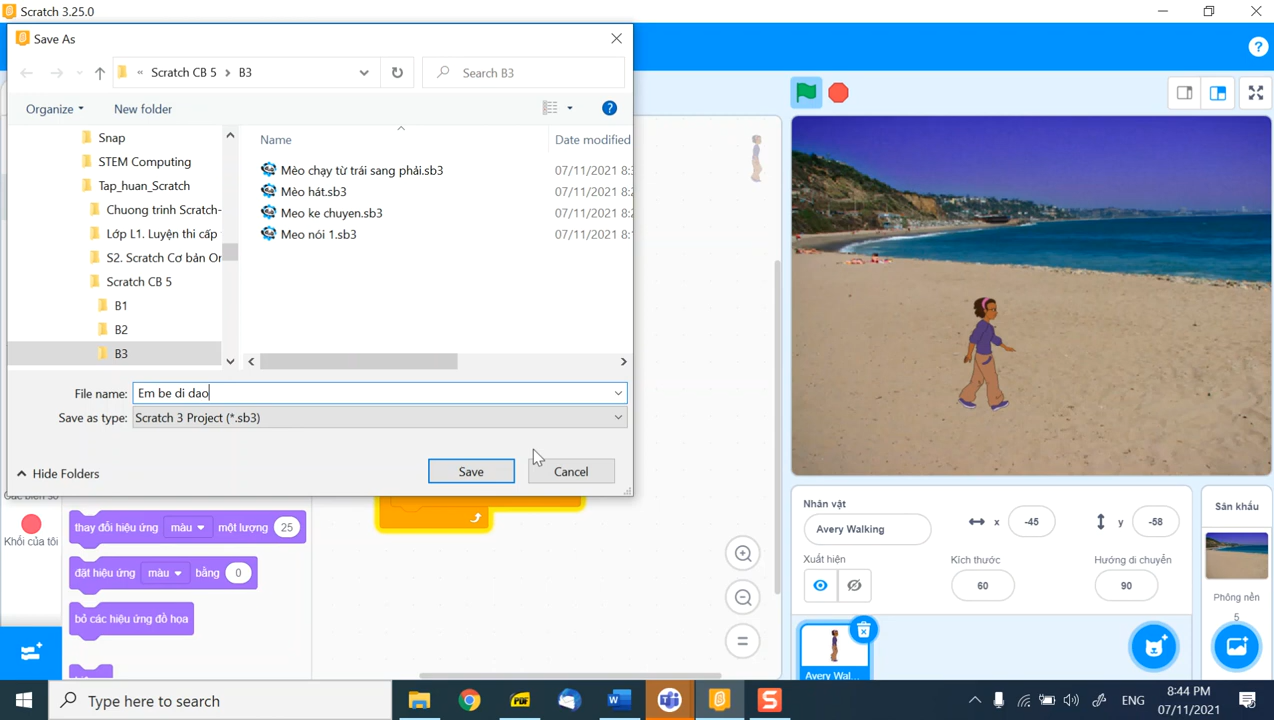 Scratch 3.25.0
Save As
« Scratch CB 5 › B3
Search B3
Organize
New folder
Snap
STEM Computing
Tap_huan_Scratch
Chuong trinh Scratch-
Lớp L1. Luyện thi cấp
S2. Scratch Cơ bản On
Scratch CB 5
B1
B2
B3
Name
Date modified
Mèo chạy từ trái sang phải.sb3
07/11/2021 8:
Mèo hát.sb3
07/11/2021 8:
Meo ke chuyen.sb3
07/11/2021 8:
Meo nói 1.sb3
07/11/2021 8:
File name: Em be di dao
Save as type: Scratch 3 Project (*.sb3)
Hide Folders
Save
Cancel
Khối của tôi
thay đổi hiệu ứng màu một lượng 25
đặt hiệu ứng màu bằng 0
bỏ các hiệu ứng đồ họa
Nhân vật
Avery Walking
x -45
y -58
Xuất hiện
Kích thước
60
Hướng di chuyển
90
Avery Wal...
Sân khấu
Phông nền
5
Type here to search
PDF
ENG
8:44 PM
07/11/2021